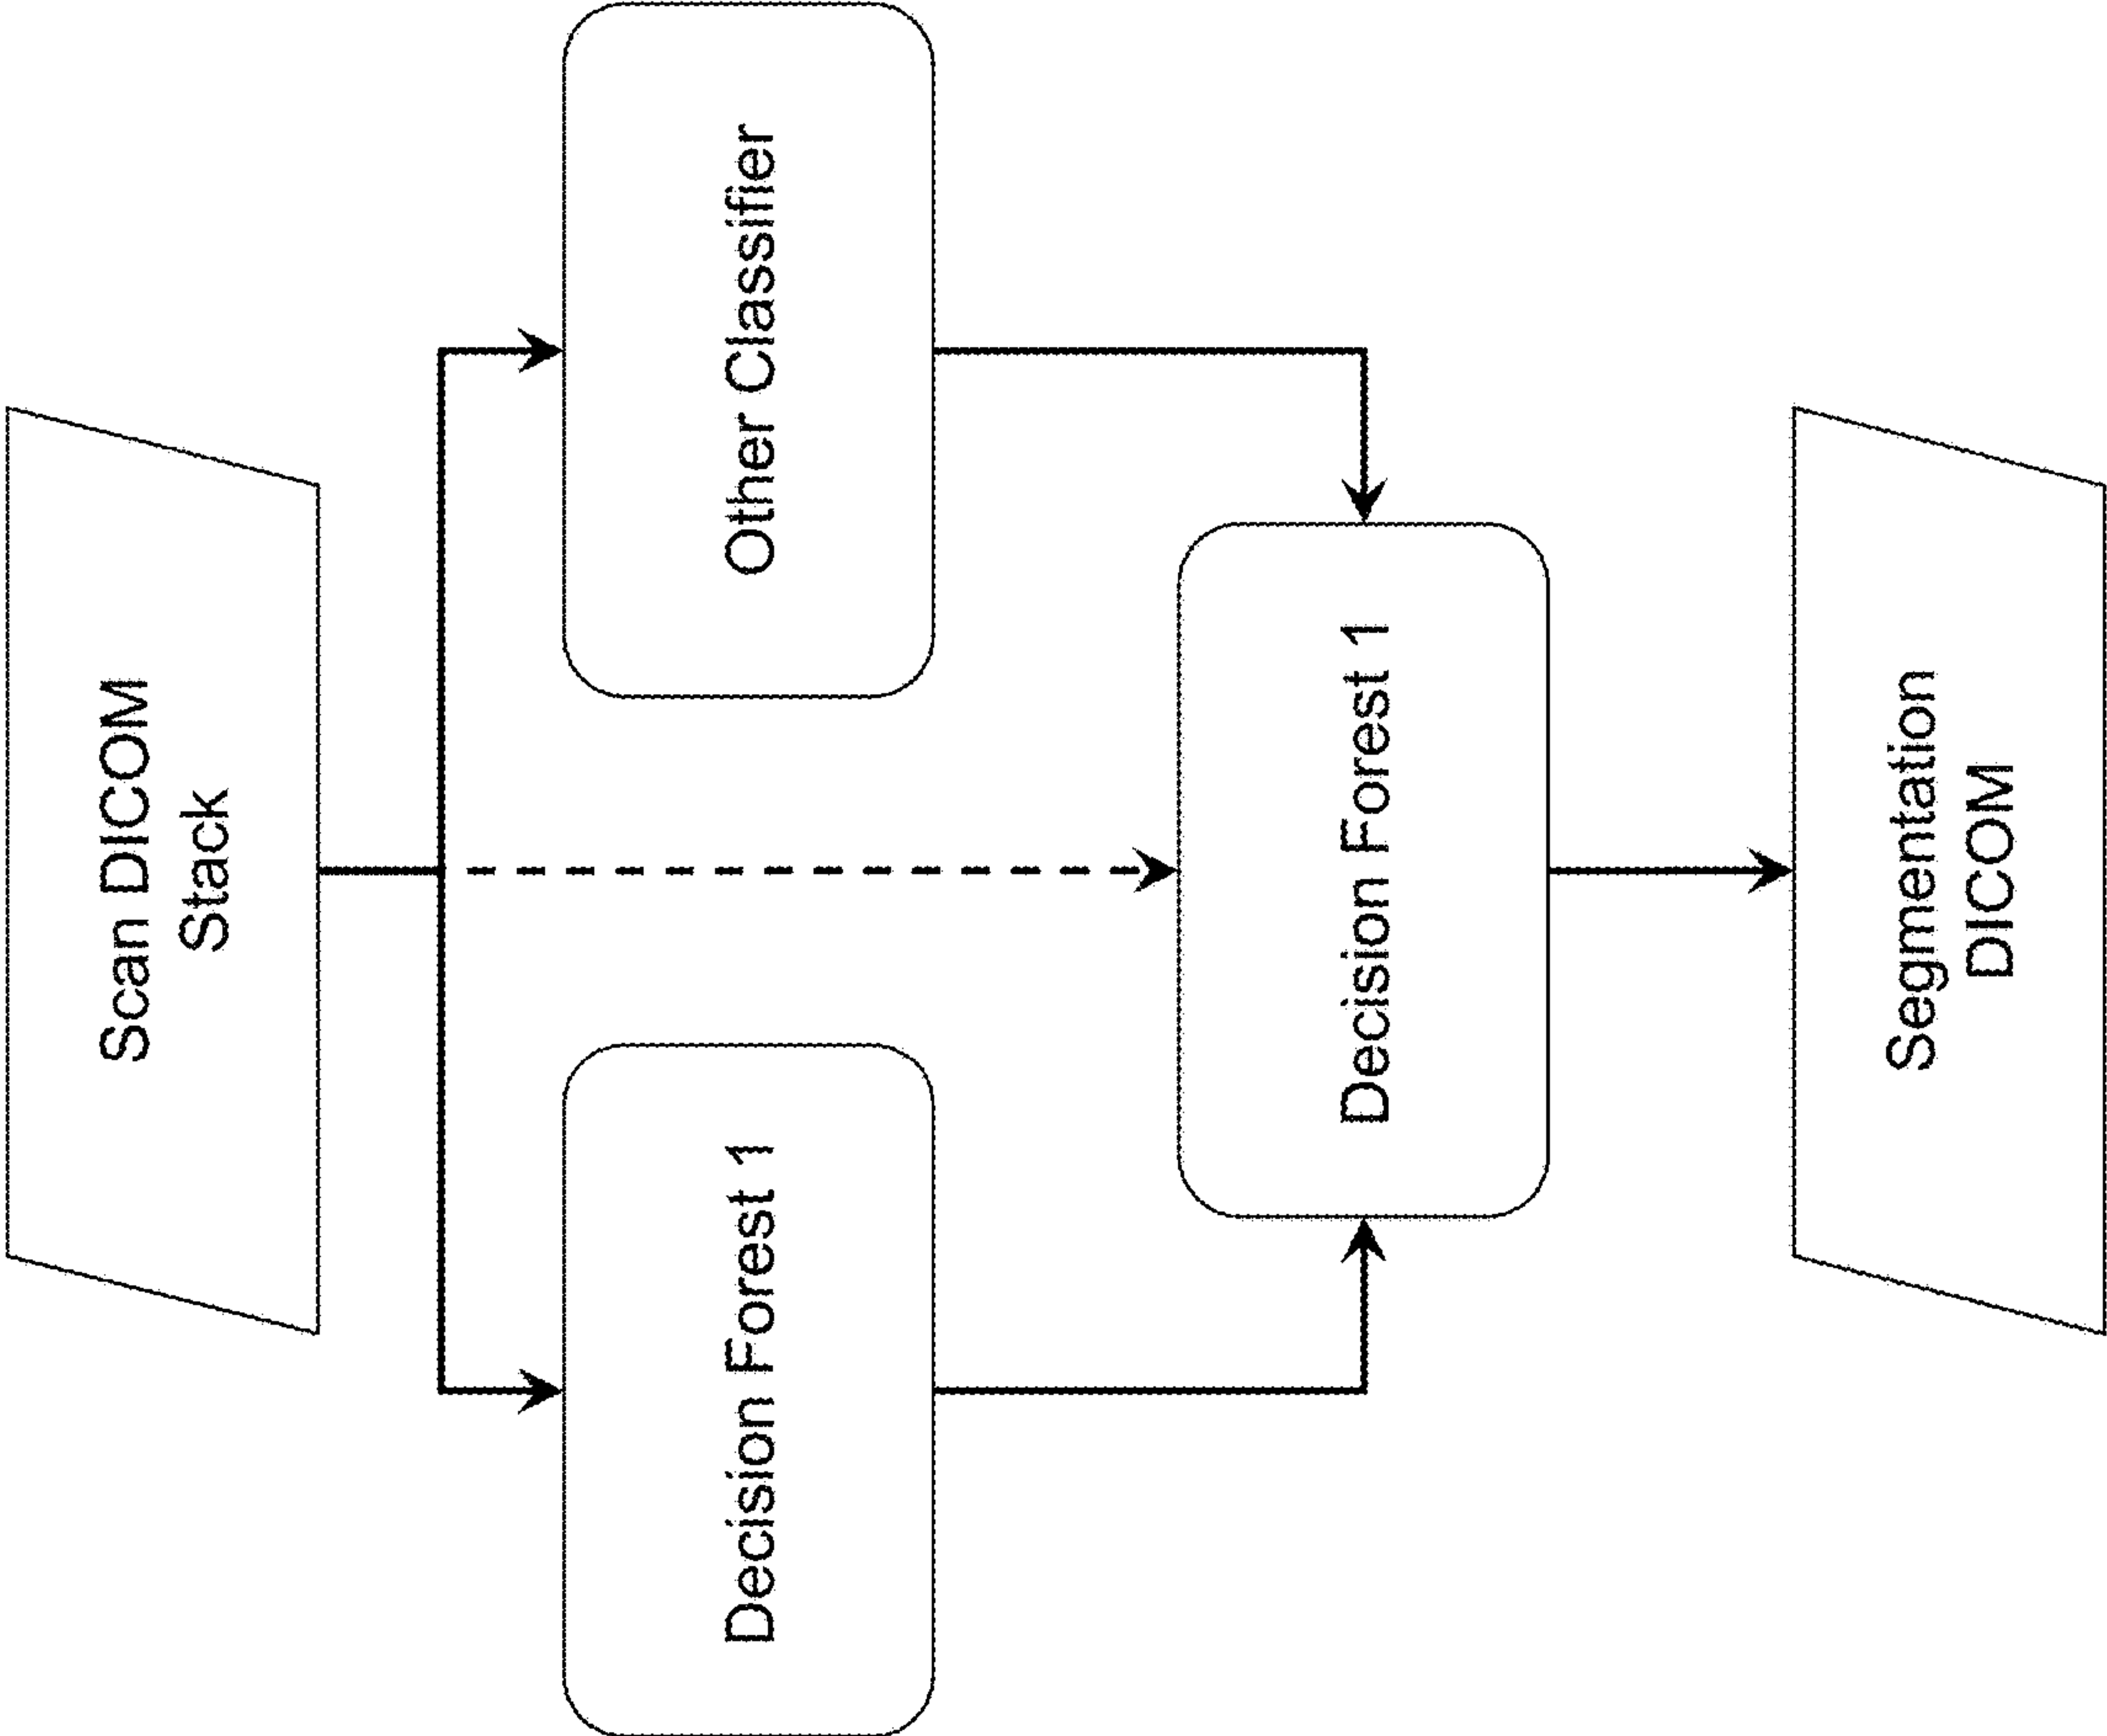 Scan DICOM
Stack
Decision Forest 1
Other Classifier
Decision Forest 1
Segmentation
DICOM